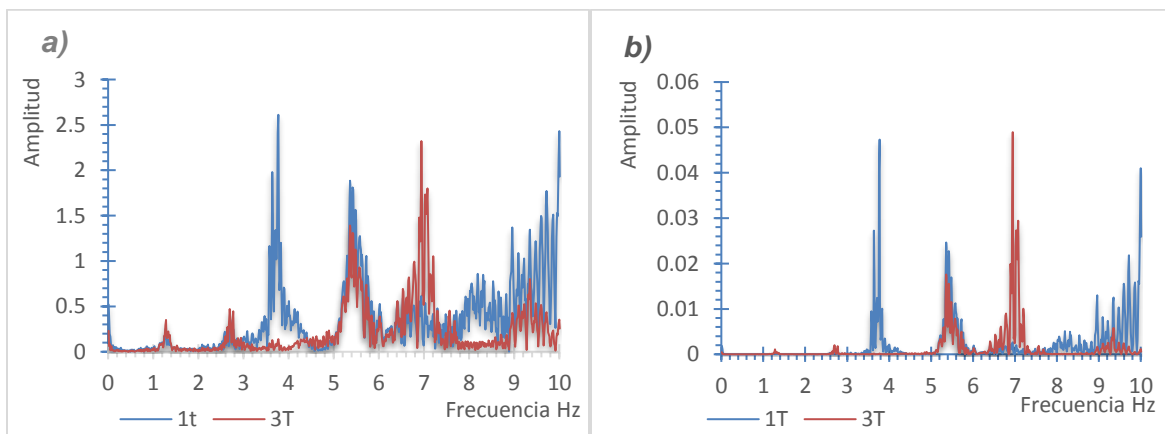 a)
Amplitud
3
2.5
2
1.5
1
0.5
0
0 1 2 3 4 5 6 7 8 9 10
Frecuencia Hz
1t 3T
b)
Amplitud
0.06
0.05
0.04
0.03
0.02
0.01
0
0 1 2 3 4 5 6 7 8 9 10
Frecuencia Hz
1T 3T